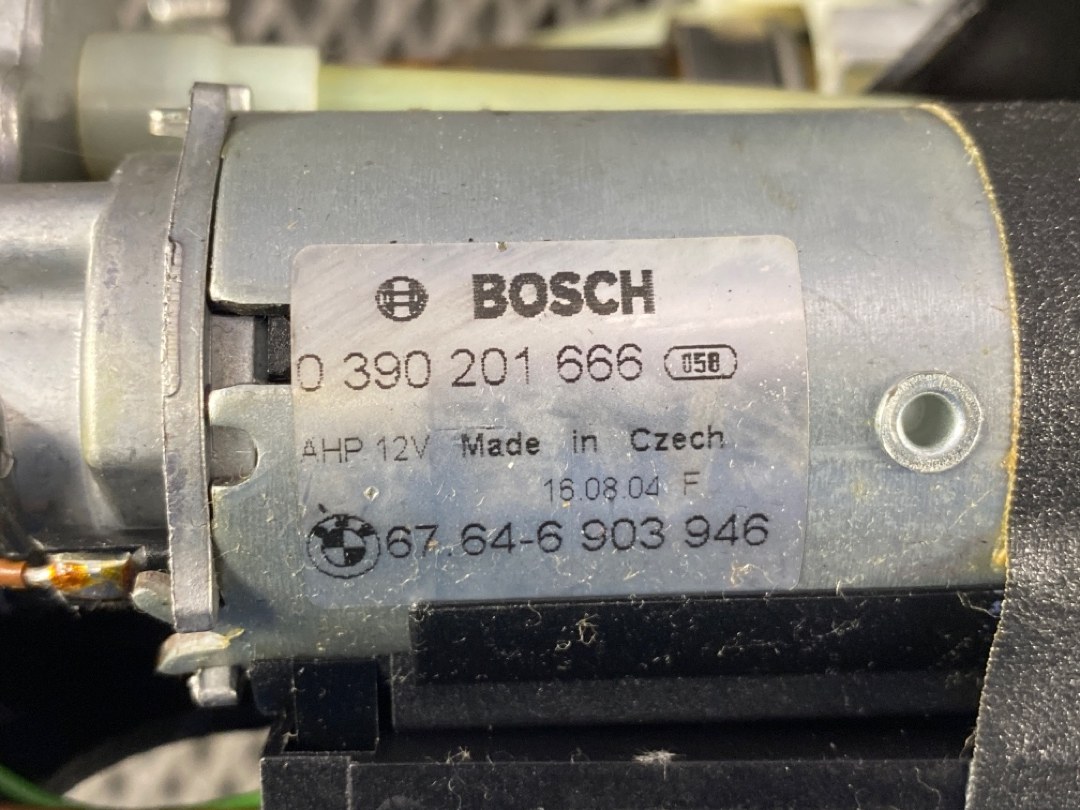 BOSCH
0 390 201 666 058
AHP 12V Made in Czech
16.08.04 F
67.64-6 903 946